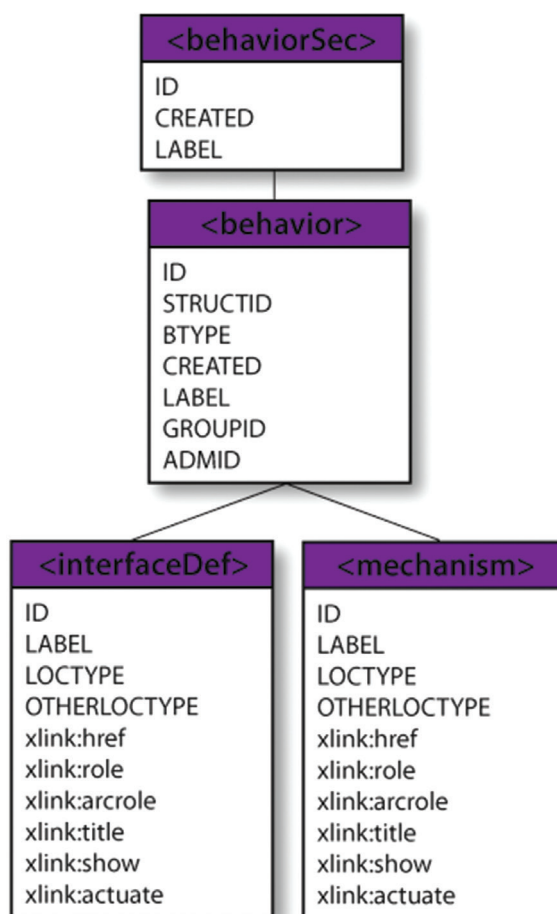 <behaviorSec>
ID
CREATED
LABEL
<behavior>
ID
STRUCTID
BTYPE
CREATED
LABEL
GROUPID
ADMID
<interfaceDef>
ID
LABEL
LOCTYPE
OTHERLOCTYPE
xlink:href
xlink:role
xlink:arcrole
xlink:title
xlink:show
xlink:actuate
<mechanism>
ID
LABEL
LOCTYPE
OTHERLOCTYPE
xlink:href
xlink:role
xlink:arcrole
xlink:title
xlink:show
xlink:actuate